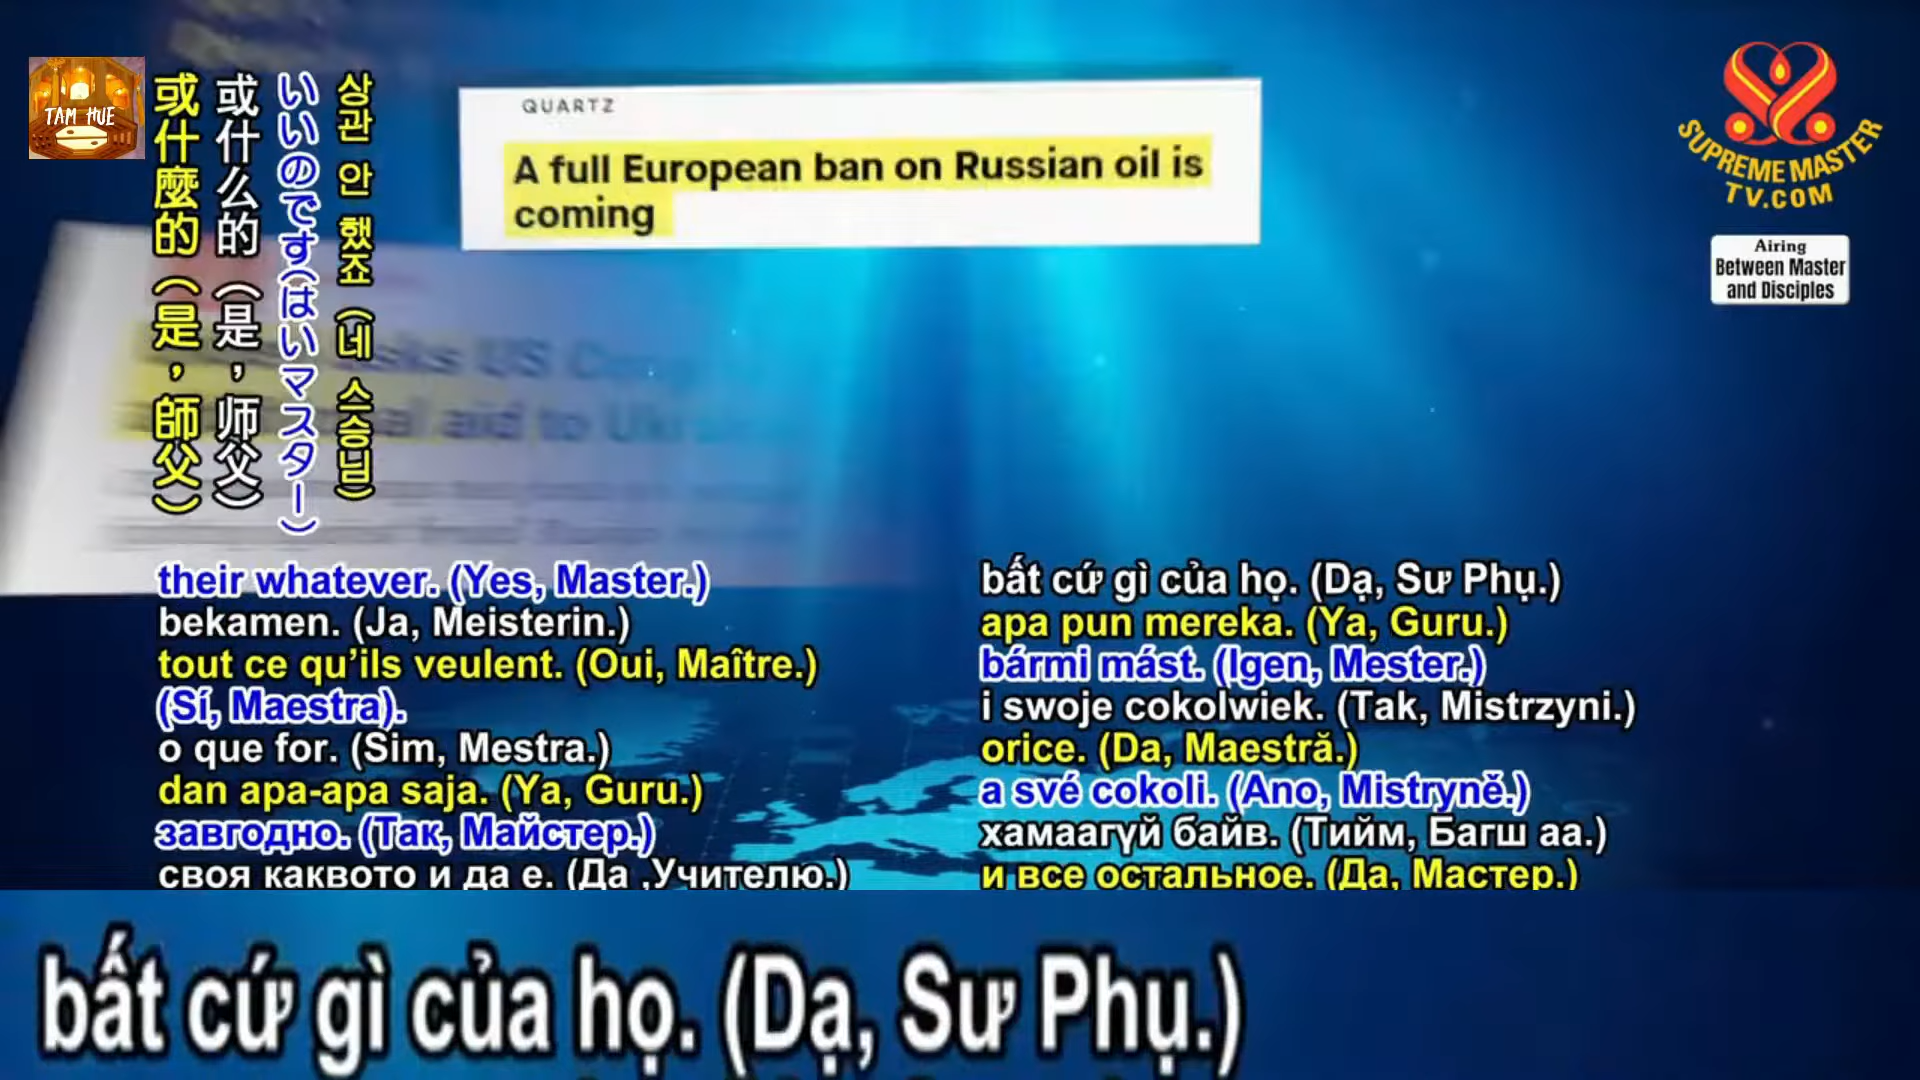 TAM HUE
或什麼的（是，師父）
或什么的（是，师父）
いいのです(はいマスター)
상관 안 했죠 (네 스승님)
QUARTZ
A full European ban on Russian oil is
coming
SUPREME MASTER
TV.COM
Airing
Between Master
and Disciples
asks US Cong
al aid to Uk
their whatever. (Yes, Master.)
bekamen. (Ja, Meisterin.)
tout ce qu’ils veulent. (Oui, Maître.)
(Sí, Maestra).
o que for. (Sim, Mestra.)
dan apa-apa saja. (Ya, Guru.)
завгодно. (Так, Майстер.)
своя каквото и да е. (Да ,Учителю.)
bất cứ gì của họ. (Dạ, Sư Phụ.)
apa pun mereka. (Ya, Guru.)
bármi mást. (Igen, Mester.)
i swoje cokolwiek. (Tak, Mistrzyni.)
orice. (Da, Maestră.)
a své cokoli. (Ano, Mistryně.)
хамаагүй байв. (Тийм, Багш аа.)
и все остальное. (Да, Мастер.)
bất cứ gì của họ. (Dạ, Sư Phụ.)